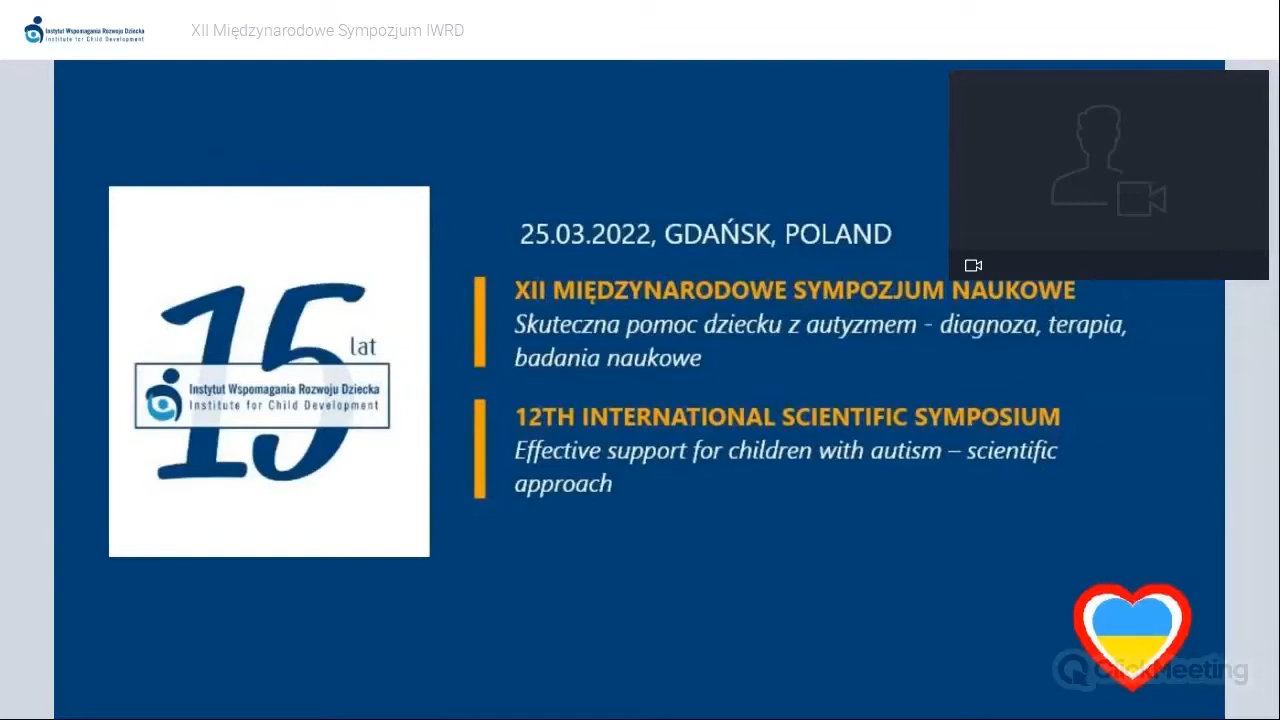 Instytut Wspomagania Rozwoju Dziecka
Institute for Child Development
XII Międzynarodowe Sympozjum IWRD
25.03.2022, GDAŃSK, POLAND
XII MIĘDZYNARODOWE SYMPOZJUM NAUKOWE
Skuteczna pomoc dziecku z autyzmem - diagnoza, terapia,
badania naukowe
15
lat
Instytut Wspomagania Rozwoju Dziecka
Institute for Child Development
12TH INTERNATIONAL SCIENTIFIC SYMPOSIUM
Effective support for children with autism – scientific
approach
ClickMeeting